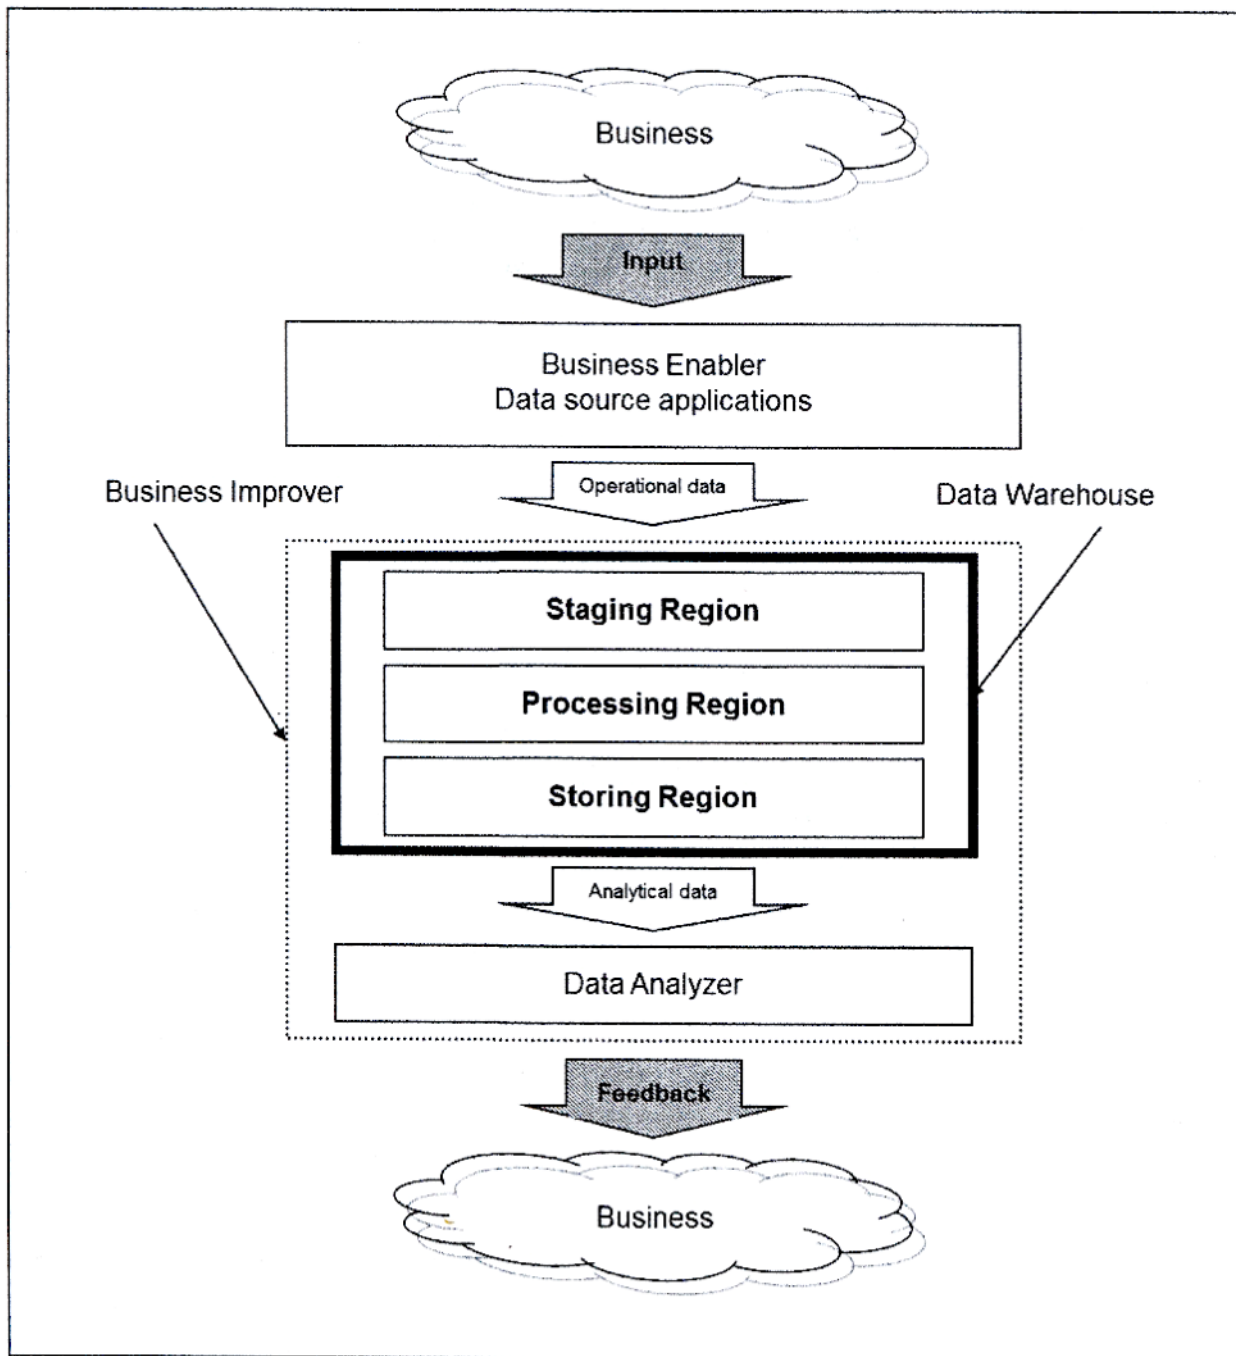 Business
Input
Business Enabler
Data source applications
Business Improver
Operational data
Data Warehouse
Staging Region
Processing Region
Storing Region
Analytical data
Data Analyzer
Feedback
Business